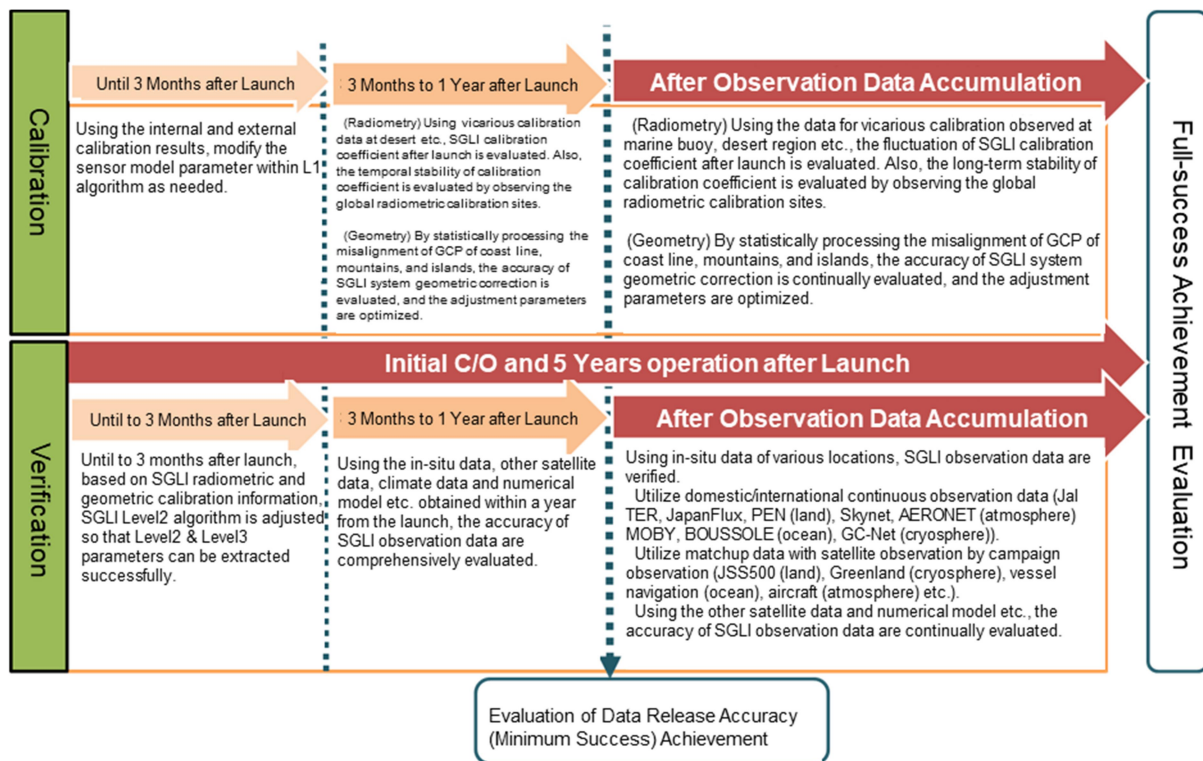 Calibration
Until 3 Months after Launch
3 Months to 1 Year after Launch
After Observation Data Accumulation
Using the internal and external
calibration results, modify the
sensor model parameter within L1
algorithm as needed.
(Radiometry) Using vicarious calibration
data at desert etc., SGLI calibration
coefficient after launch is evaluated. Also,
the temporal stability of calibration
coefficient is evaluated by observing the
global radiometric calibration sites.
(Geometry) By statistically processing the
misalignment of GCP of coast line,
mountains, and islands, the accuracy of
SGLI system geometric correction is
evaluated, and the adjustment parameters
are optimized.
(Radiometry) Using the data for vicarious calibration observed at
marine buoy, desert region etc., the fluctuation of SGLI calibration
coefficient after launch is evaluated. Also, the long-term stability of
calibration coefficient is evaluated by observing the global
radiometric calibration sites.
(Geometry) By statistically processing the misalignment of GCP of
coast line, mountains, and islands, the accuracy of SGLI system
geometric correction is continually evaluated, and the adjustment
parameters are optimized.
Initial C/O and 5 Years operation after Launch
Verification
Until to 3 Months after Launch
3 Months to 1 Year after Launch
After Observation Data Accumulation
Until to 3 months after launch,
based on SGLI radiometric and
geometric calibration information,
SGLI Level2 algorithm is adjusted
so that Level2 & Level3
parameters can be extracted
successfully.
Using the in-situ data, other satellite
data, climate data and numerical
model etc. obtained within a year
from the launch, the accuracy of
SGLI observation data are
comprehensively evaluated.
Using in-situ data of various locations, SGLI observation data are
verified.
Utilize domestic/international continuous observation data (Jal
TER, JapanFlux, PEN (land), Skynet, AERONET (atmosphere)
MOBY, BOUSSOLE (ocean), GC-Net (cryosphere)).
Utilize matchup data with satellite observation by campaign
observation (JSS500 (land), Greenland (cryosphere), vessel
navigation (ocean), aircraft (atmosphere) etc.).
Using the other satellite data and numerical model etc., the
accuracy of SGLI observation data are continually evaluated.
Full-success Achievement Evaluation
Evaluation of Data Release Accuracy
(Minimum Success) Achievement